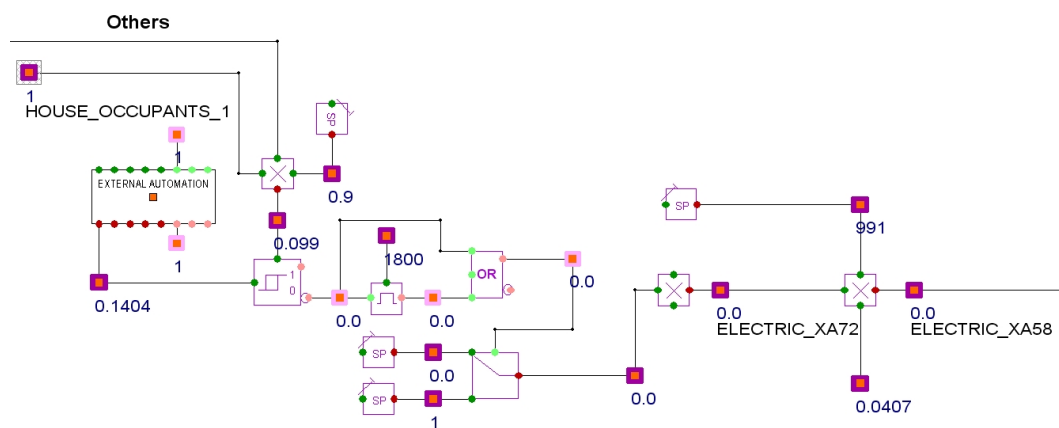 Others
1
HOUSE_OCCUPANTS_1
SP
1
EXTERNAL AUTOMATION
0.9
SP
991
0.099
1800
1
OR
1
0
0.0
0.1404
0.0
0.0
0.0
0.0
ELECTRIC_XA72
ELECTRIC_XA58
SP
0.0
SP
0.0
1
0.0407